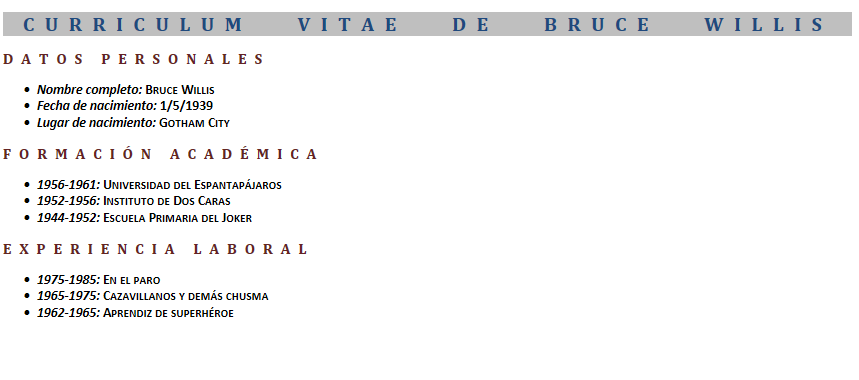 CURRICULUM VITAE DE BRUCE WILLIS
DATOS PERSONALES
Nombre completo: Bruce Willis
Fecha de nacimiento: 1/5/1939
Lugar de nacimiento: Gotham City
FORMACIÓN ACADÉMICA
1956-1961: Universidad del Espantapájaros
1952-1956: Instituto de Dos Caras
1944-1952: Escuela Primaria del Joker
EXPERIENCIA LABORAL
1975-1985: En el paro
1965-1975: Cazavillanos y demás chusma
1962-1965: Aprendiz de superhéroe